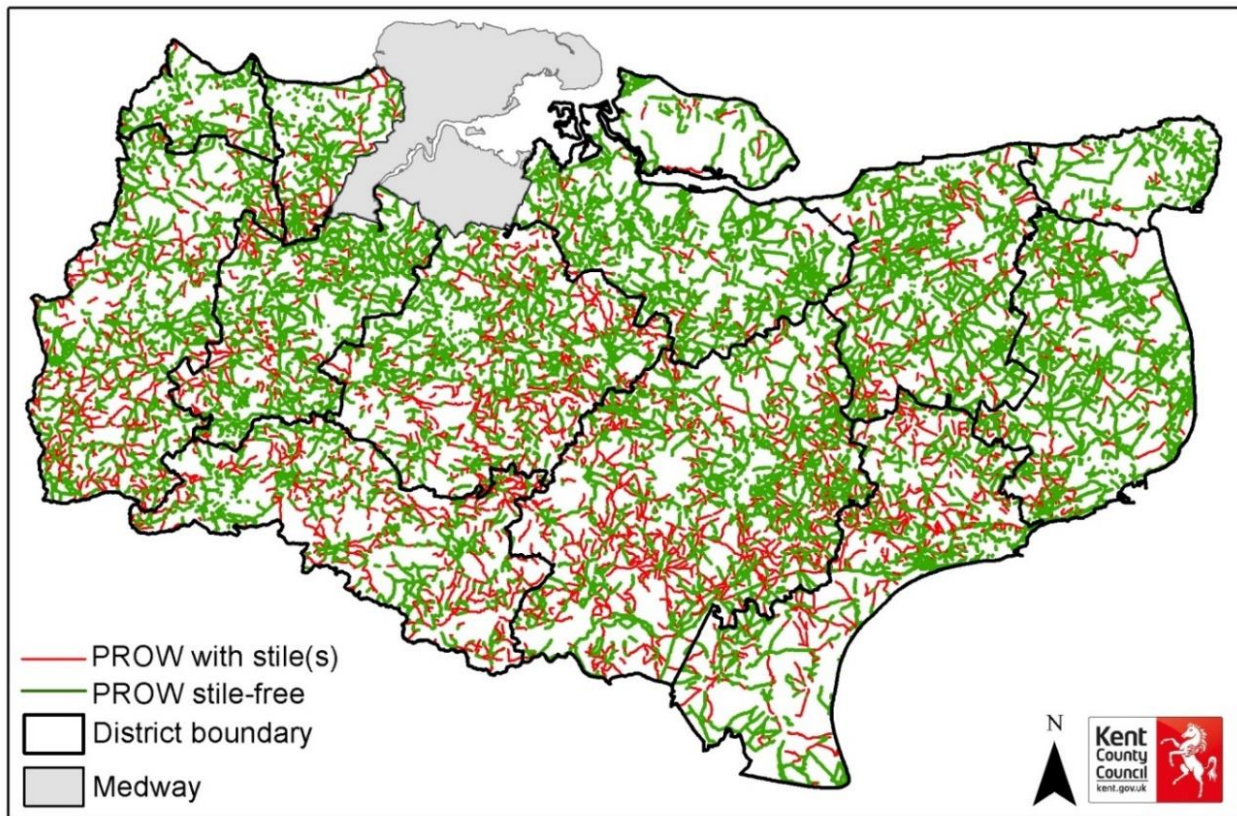 PROW with stile(s)
PROW stile-free
District boundary
Medway
N
Kent
County
Council
kent.gov.uk